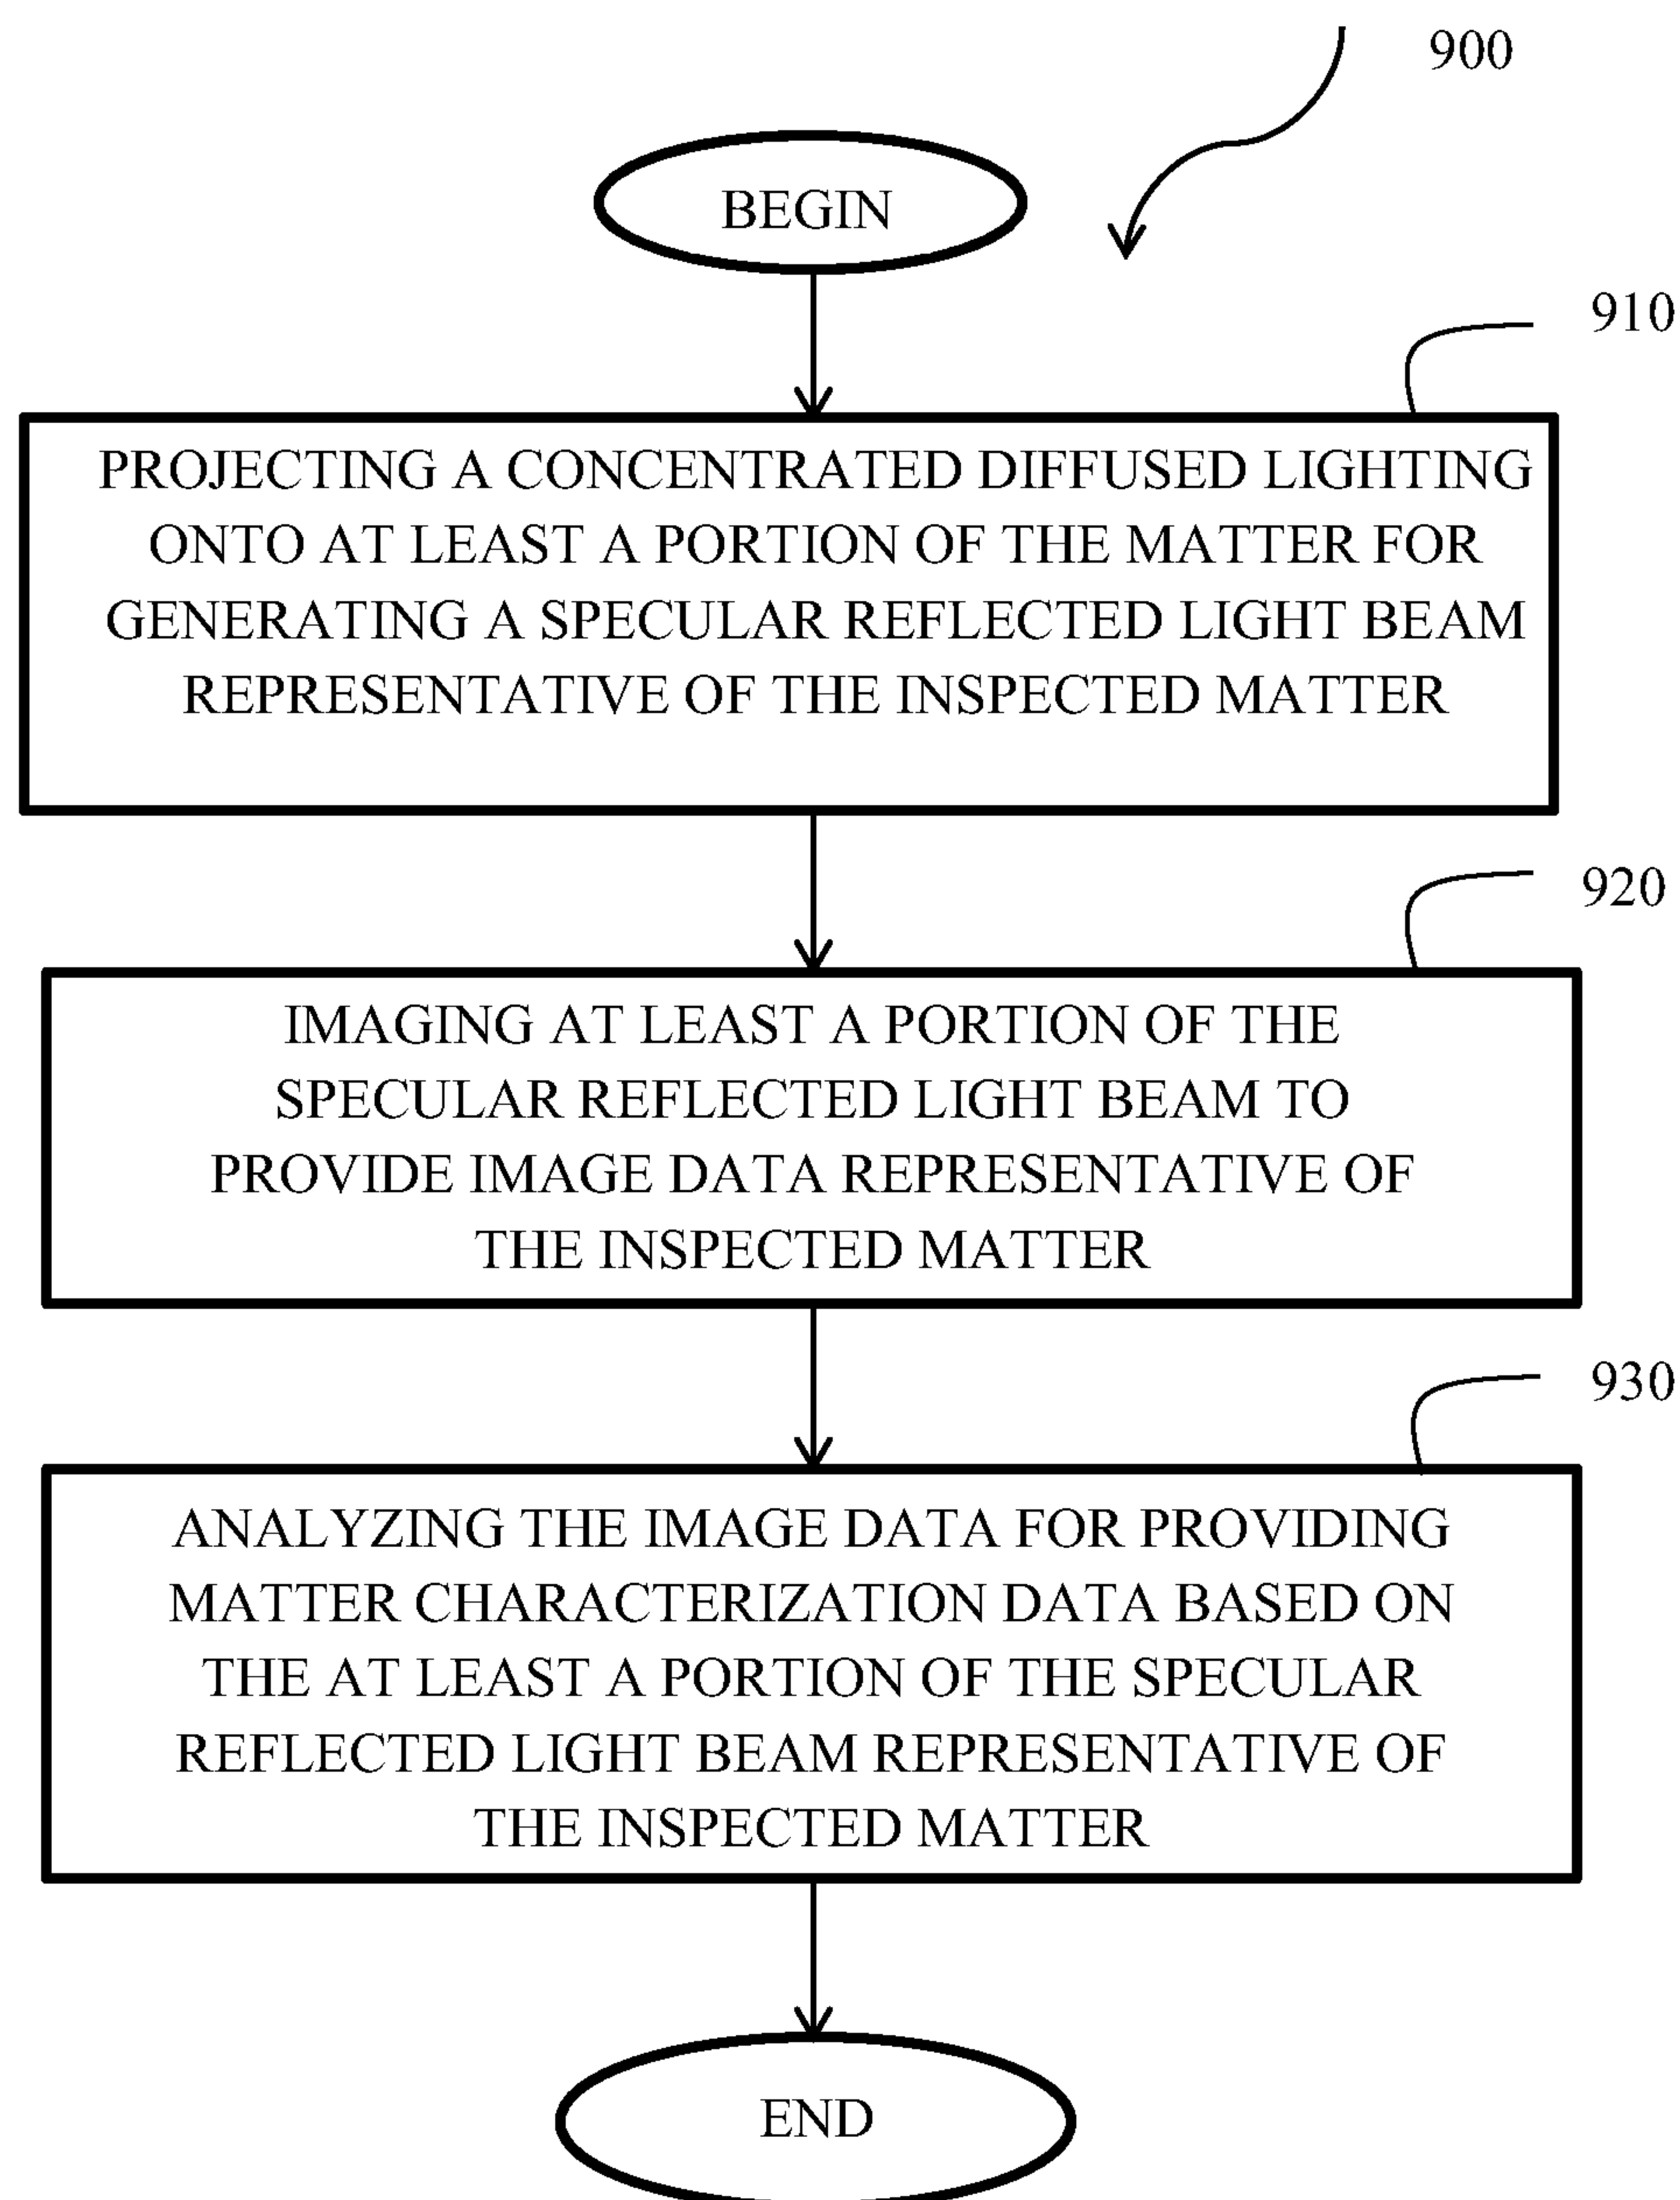 900
BEGIN
910
PROJECTING A CONCENTRATED DIFFUSED LIGHTING
ONTO AT LEAST A PORTION OF THE MATTER FOR
GENERATING A SPECULAR REFLECTED LIGHT BEAM
REPRESENTATIVE OF THE INSPECTED MATTER
920
IMAGING AT LEAST A PORTION OF THE
SPECULAR REFLECTED LIGHT BEAM TO
PROVIDE IMAGE DATA REPRESENTATIVE OF
THE INSPECTED MATTER
930
ANALYZING THE IMAGE DATA FOR PROVIDING
MATTER CHARACTERIZATION DATA BASED ON
THE AT LEAST A PORTION OF THE SPECULAR
REFLECTED LIGHT BEAM REPRESENTATIVE OF
THE INSPECTED MATTER
END